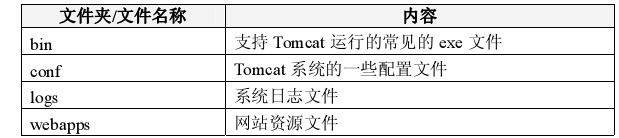 文件夹/文件名称 内容
bin 支持 Tomcat 运行的常见的 exe 文件
conf Tomcat 系统的一些配置文件
logs 系统日志文件
webapps 网站资源文件